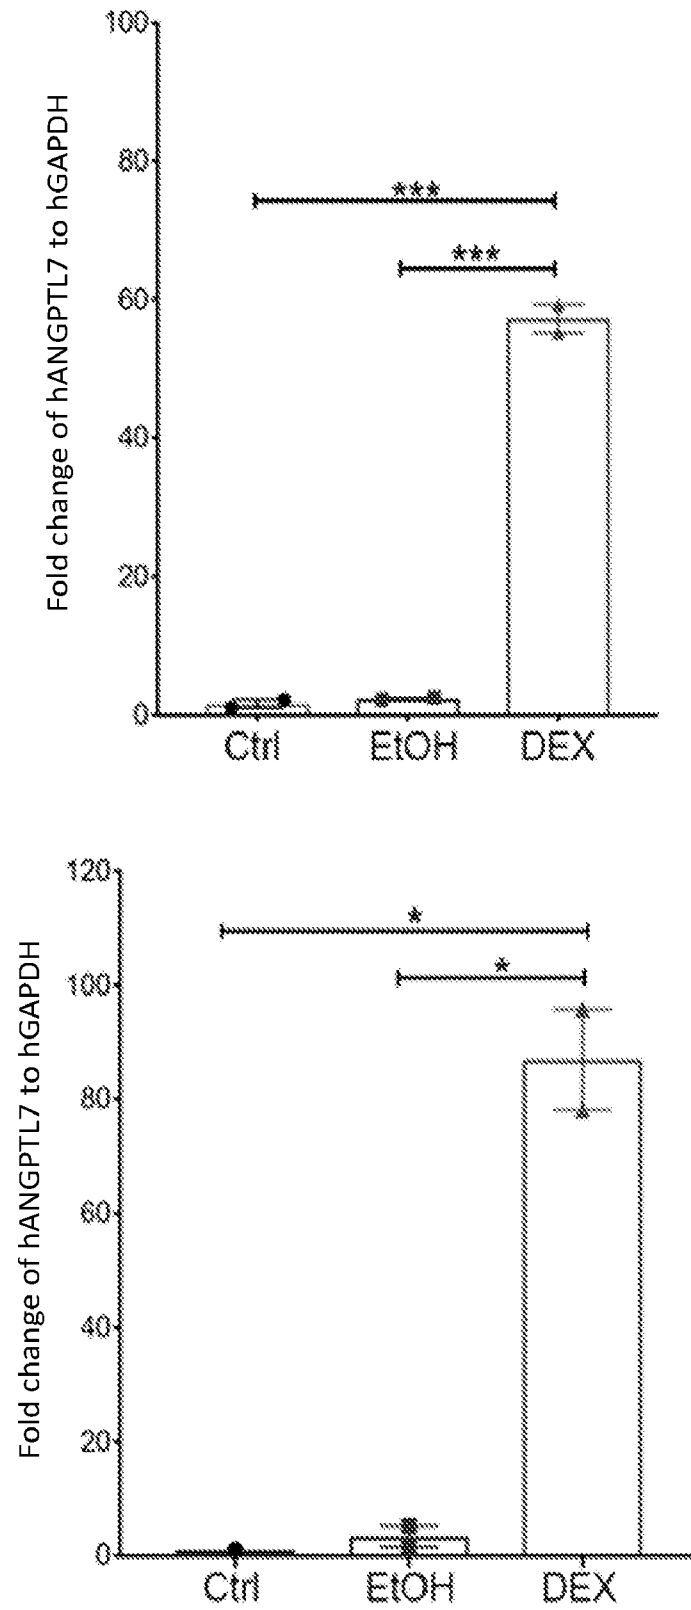 Fold change of hANGPTL7 to hGAPDH
100
80
60
40
20
0
***
***
Ctrl
EtOH
DEX
Fold change of hANGPTL7 to hGAPDH
120
100
80
60
40
20
0
*
*
Ctrl
EtOH
DEX